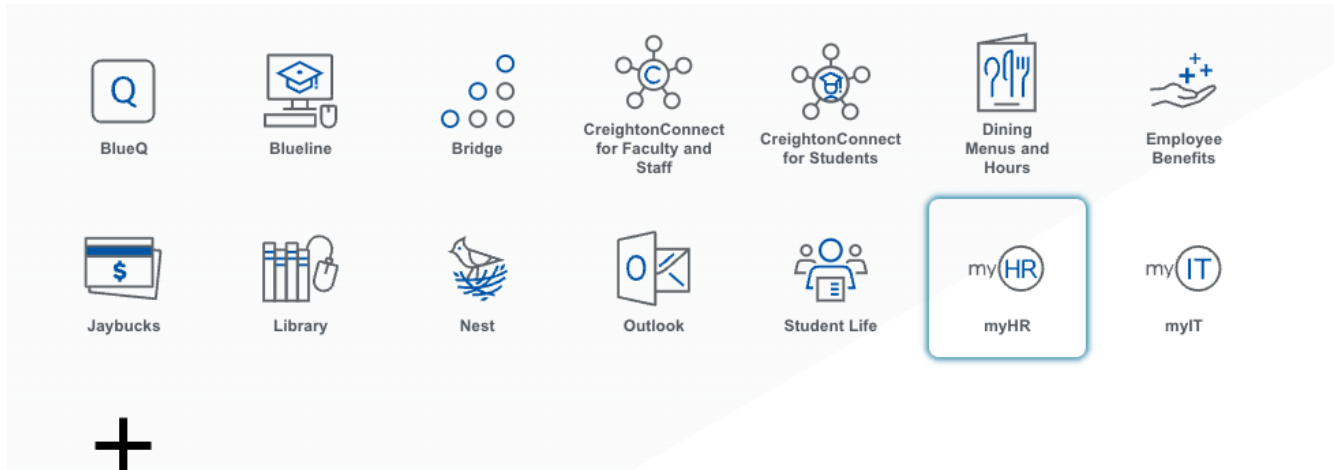 Q
BlueQ
Blueline
Bridge
C
CreightonConnect
for Faculty and
Staff
CreightonConnect
for Students
Dining
Menus and
Hours
Employee
Benefits
$
Jaybucks
Library
Nest
O
Outlook
Student Life
my HR
myHR
my IT
myIT